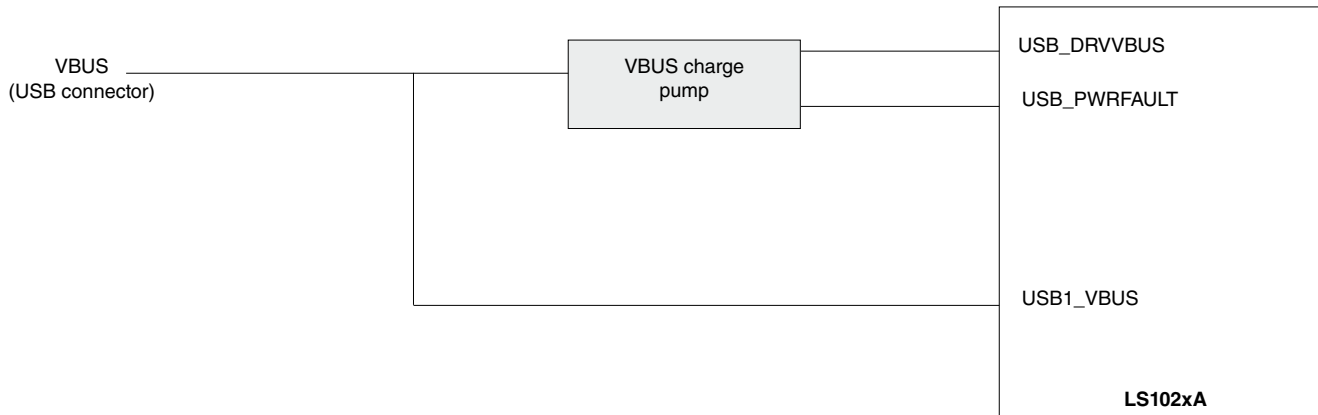 VBUS
(USB connector)
VBUS charge
pump
USB_DRVVBUS
USB_PWRFAULT
USB1_VBUS
LS102xA